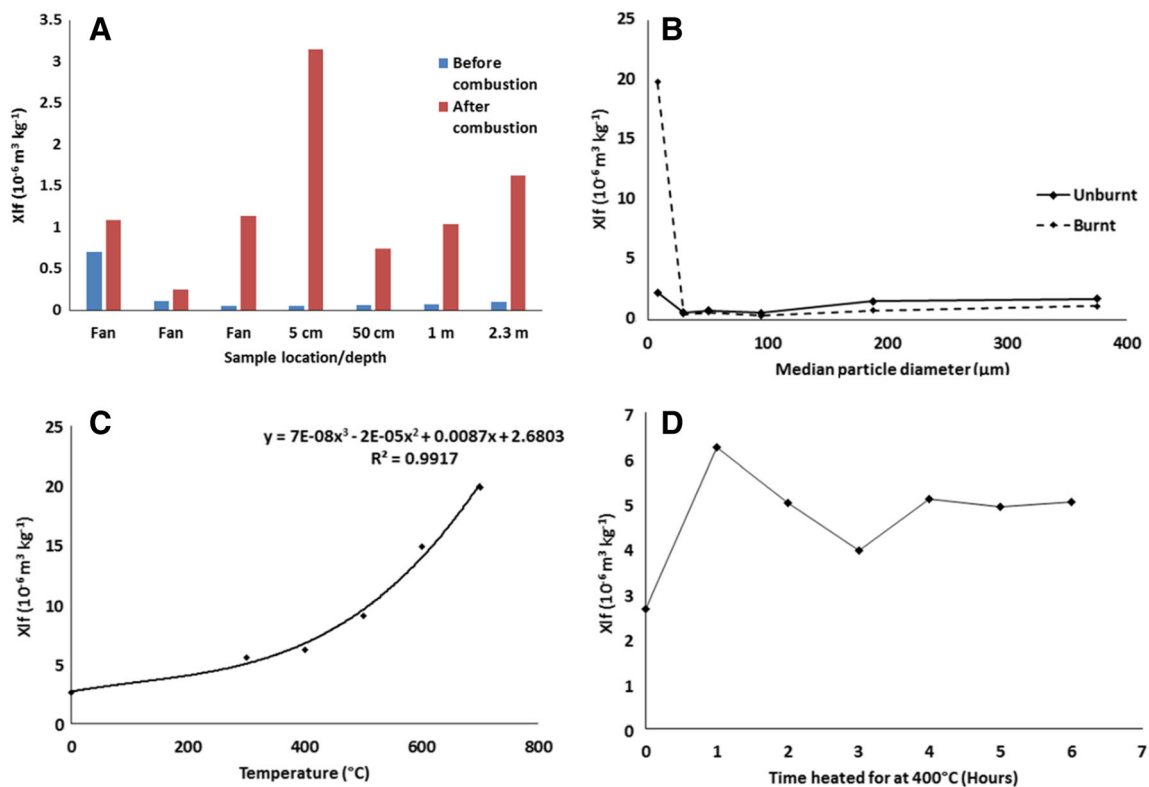 A
Xlf (10⁻⁶ m³ kg⁻¹)
3.5
3
2.5
2
1.5
1
0.5
0
Before
combustion
After
combustion
Fan Fan Fan 5 cm 50 cm 1 m 2.3 m
Sample location/depth
B
Xlf (10⁻⁶ m³ kg⁻¹)
25
20
15
10
5
0
Unburnt
Burnt
0 100 200 300 400
Median particle diameter (µm)
C
y = 7E-08x³ - 2E-05x² + 0.0087x + 2.6803
R² = 0.9917
Xlf (10⁻⁶ m³ kg⁻¹)
25
20
15
10
5
0
0 200 400 600 800
Temperature (°C)
D
Xlf (10⁻⁶ m³ kg⁻¹)
7
6
5
4
3
2
1
0
0 1 2 3 4 5 6 7
Time heated for at 400°C (Hours)